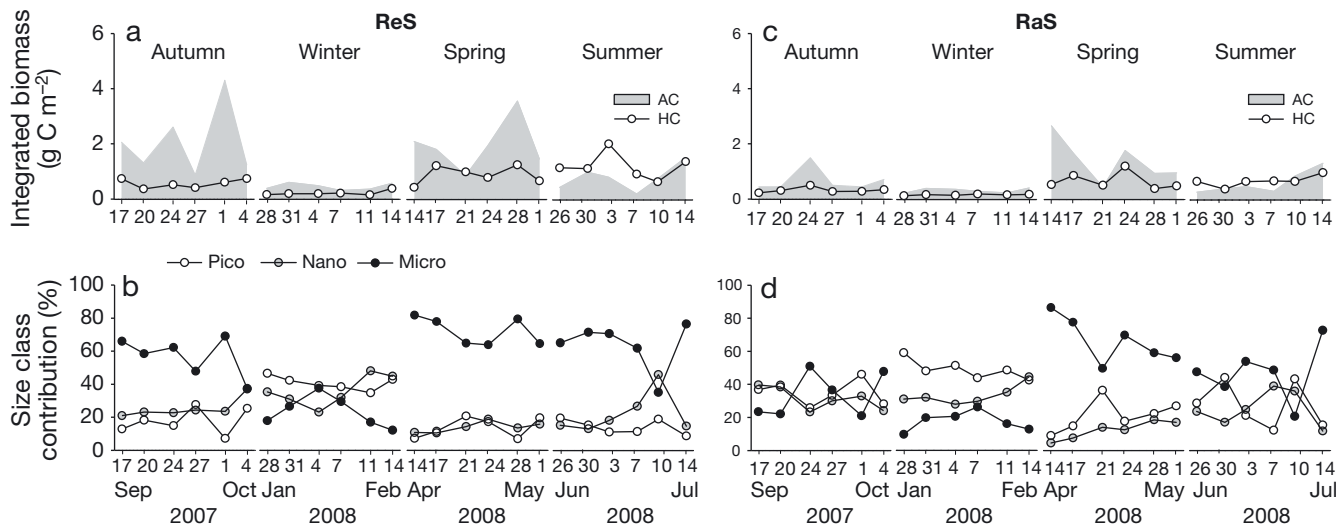 ReS
RaS
a
c
Integrated biomass
(g C m–2)
6
4
2
0
Autumn
Winter
Spring
Summer
AC
HC
17 20 24 27 1 4 28 31 4 7 11 14 14 17 21 24 28 1 26 30 3 7 10 14
6
4
2
0
Autumn
Winter
Spring
Summer
AC
HC
17 20 24 27 1 4 28 31 4 7 11 14 14 17 21 24 28 1 26 30 3 7 10 14
Pico Nano Micro
b
d
Size class
contribution (%)
100
80
60
40
20
0
17 20 24 27 1 4 28 31 4 7 11 14 14 17 21 24 28 1 26 30 3 7 10 14
Sep Oct Jan Feb Apr May Jun Jul
2007 2008 2008 2008
100
80
60
40
20
0
17 20 24 27 1 4 28 31 4 7 11 14 14 17 21 24 28 1 26 30 3 7 10 14
Sep Oct Jan Feb Apr May Jun Jul
2007 2008 2008 2008